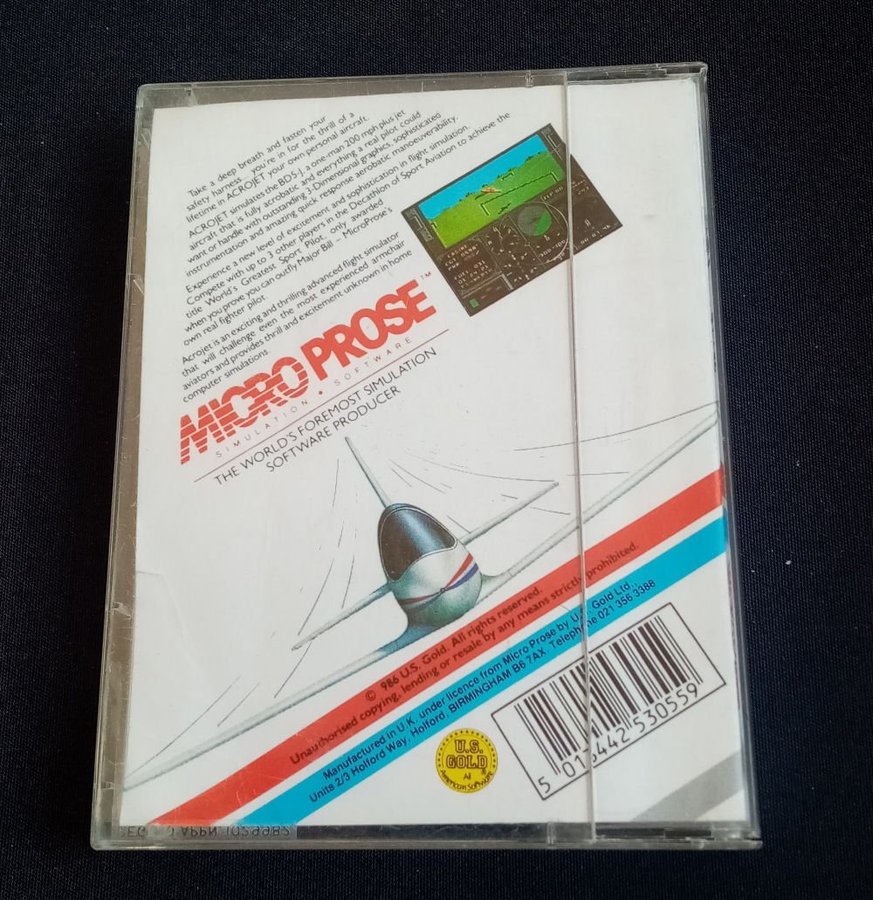 Take a deep breath and fasten your
safety harness ... you're in for the thrill of a
lifetime in ACROJET your own personal aircraft.
ACROJET simulates the BD5-J, a one-man 200 mph plus jet
aircraft that is fully acrobatic and everything a real pilot could
want or handle with outstanding 3-Dimensional graphics, sophisticated
instrumentation and amazing quick response aerobatic manoeuverability.
Experience a new level of excitement and sophistication in flight simulation.
Compete with up to 3 other players in the Decathlon of Sport Aviation to achieve the
title World's Greatest Sport Pilot, only awarded
when you prove you can outfly Major Bill – MicroProse's
own real fighter pilot.
Acrojet is an exciting and thrilling advanced flight simulator
that will challenge even the most experienced armchair
aviators and provides thrill and excitement unknown in home
computer simulations.
MICRO PROSE™
SIMULATION • SOFTWARE
THE WORLD'S FOREMOST SIMULATION
SOFTWARE PRODUCER
© 986 U.S. Gold. All rights reserved.
Unauthorised copying, lending or resale by any means strictly prohibited.
Manufactured in U.K. under licence from Micro Prose by U.S. Gold Ltd.,
Units 2/3 Holford Way, Holford, BIRMINGHAM B6 7AX. Telephone 021 356 3388
U.S.
GOLD®
All
American Software
5 013442 530559